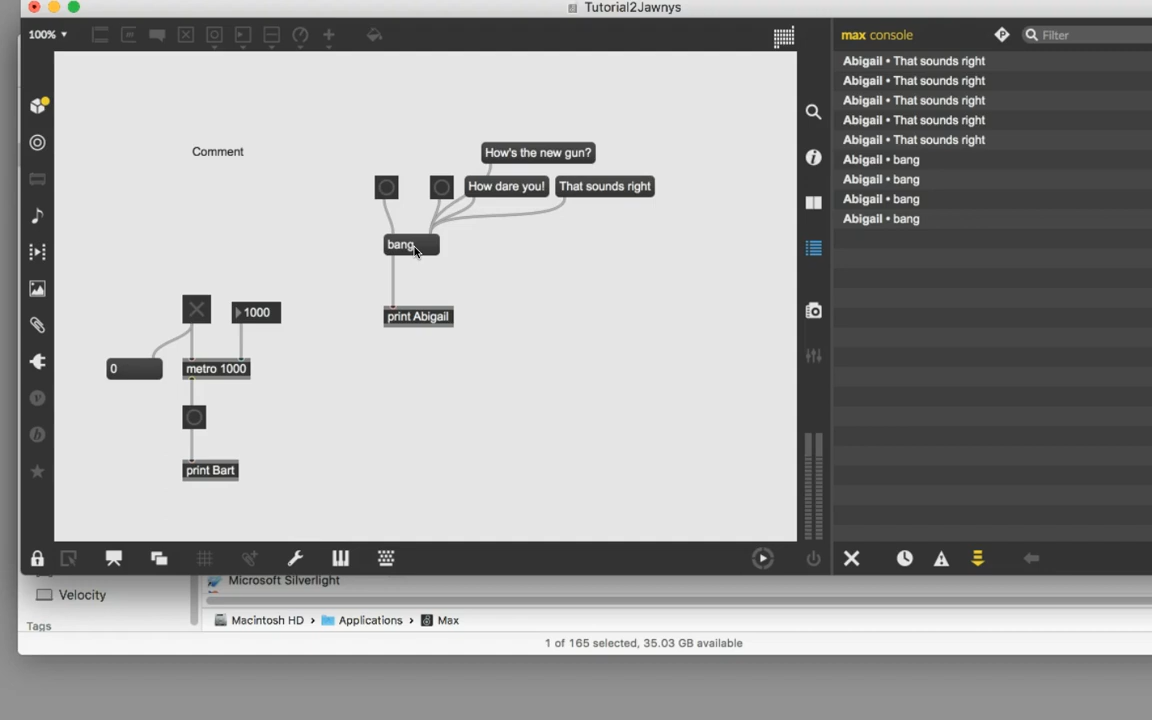 Tutorial2Jawnys
100%
max console
Filter
Comment
How's the new gun?
How dare you!
That sounds right
bang
print Abigail
1000
0
metro 1000
print Bart
Abigail • That sounds right
Abigail • That sounds right
Abigail • That sounds right
Abigail • That sounds right
Abigail • That sounds right
Abigail • bang
Abigail • bang
Abigail • bang
Abigail • bang
Microsoft Silverlight
Velocity
Macintosh HD › Applications › Max
Tags
1 of 165 selected, 35.03 GB available